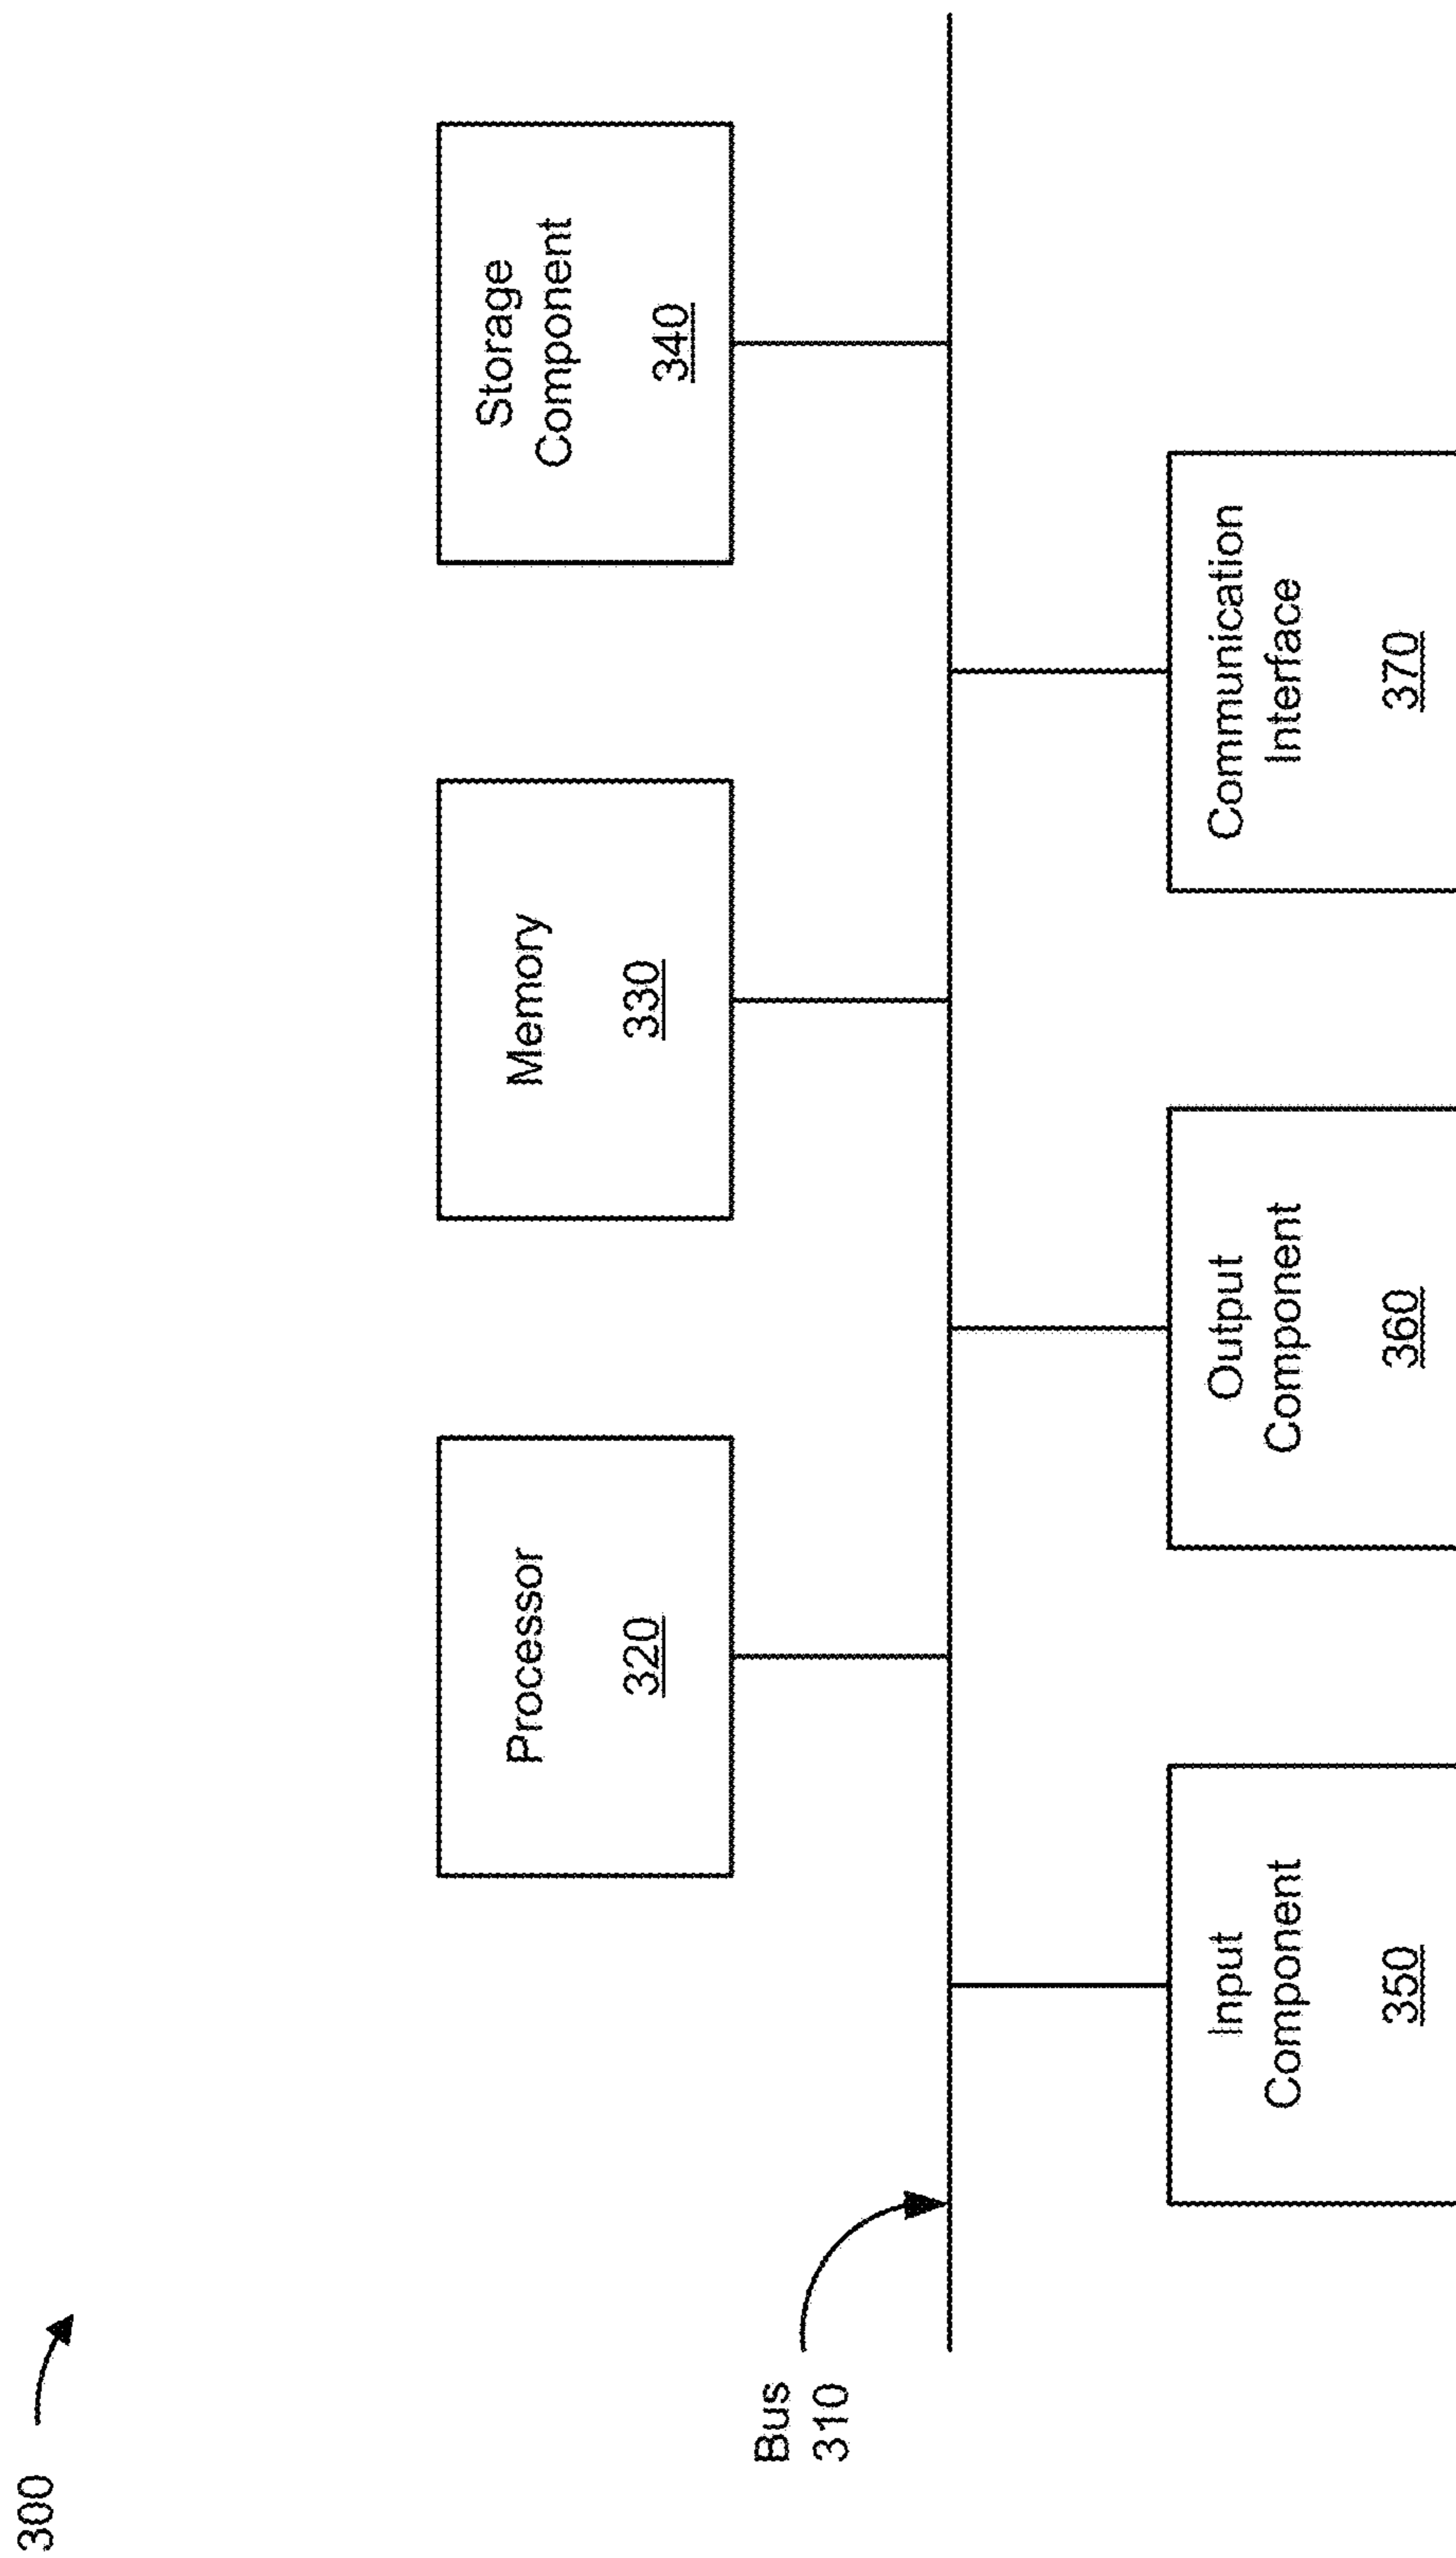 300
Processor
320
Memory
330
Storage
Component
340
Bus
310
Input
Component
350
Output
Component
360
Communication
Interface
370